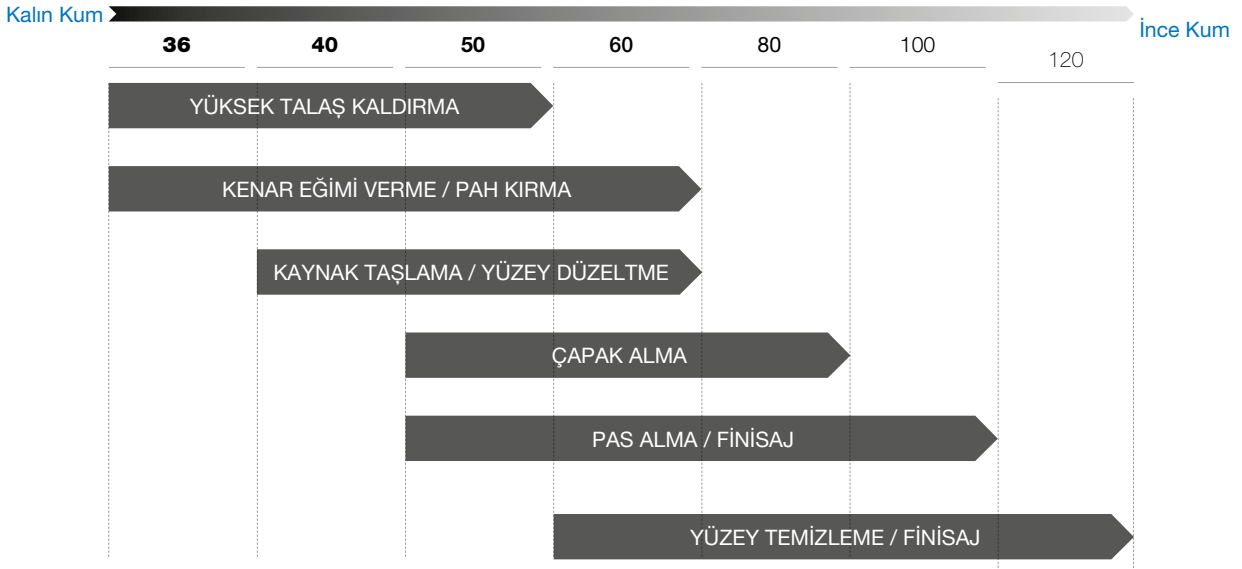 Kalın Kum
İnce Kum
36 40 50 60 80 100 120
YÜKSEK TALAŞ KALDIRMA
KENAR EĞİMİ VERME / PAH KIRMA
KAYNAK TAŞLAMA / YÜZEY DÜZELTME
ÇAPAK ALMA
PAS ALMA / FİNİSAJ
YÜZEY TEMİZLEME / FİNİSAJ